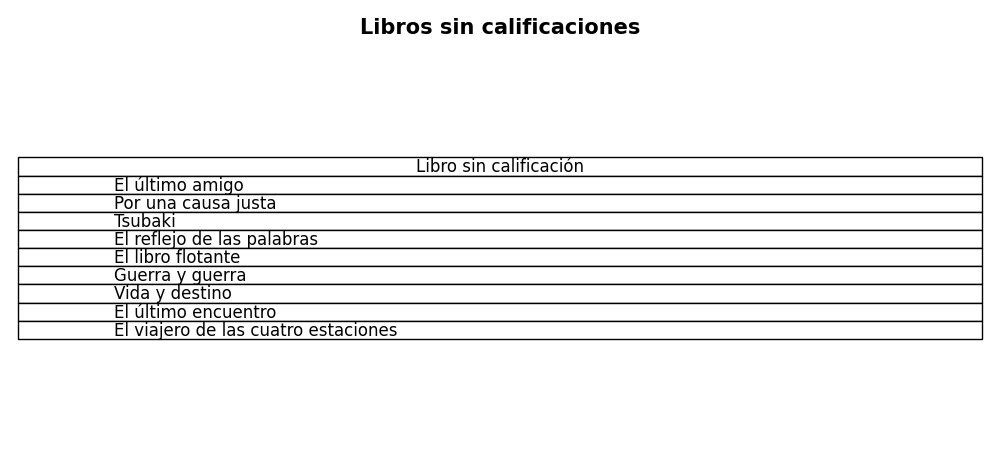 Libros sin calificaciones
Libro sin calificación
El último amigo
Por una causa justa
Tsubaki
El reflejo de las palabras
El libro flotante
Guerra y guerra
Vida y destino
El último encuentro
El viajero de las cuatro estaciones